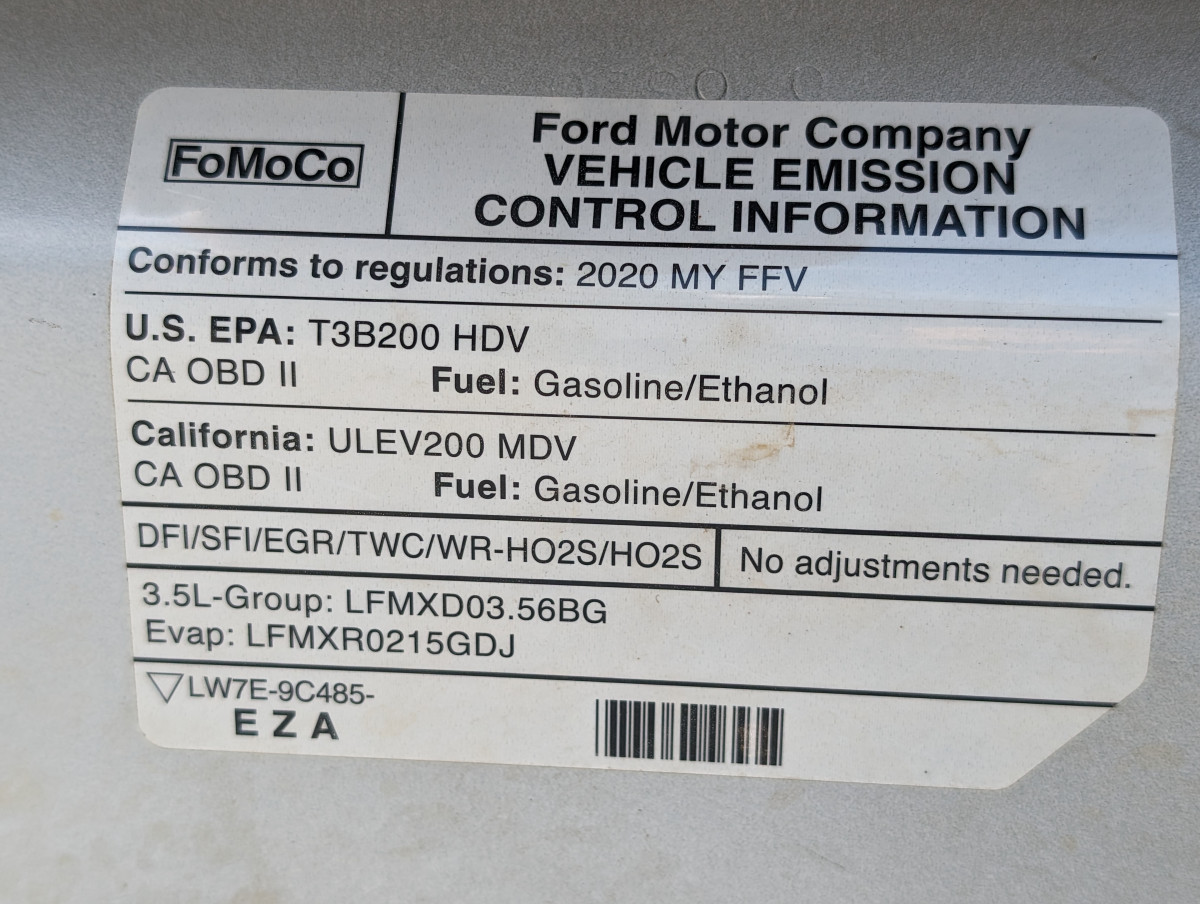 FoMoCo
Ford Motor Company
VEHICLE EMISSION
CONTROL INFORMATION
Conforms to regulations: 2020 MY FFV
U.S. EPA: T3B200 HDV
CA OBD II Fuel: Gasoline/Ethanol
California: ULEV200 MDV
CA OBD II Fuel: Gasoline/Ethanol
DFI/SFI/EGR/TWC/WR-HO2S/HO2S No adjustments needed.
3.5L-Group: LFMXD03.56BG
Evap: LFMXR0215GDJ
LW7E-9C485-
E Z A